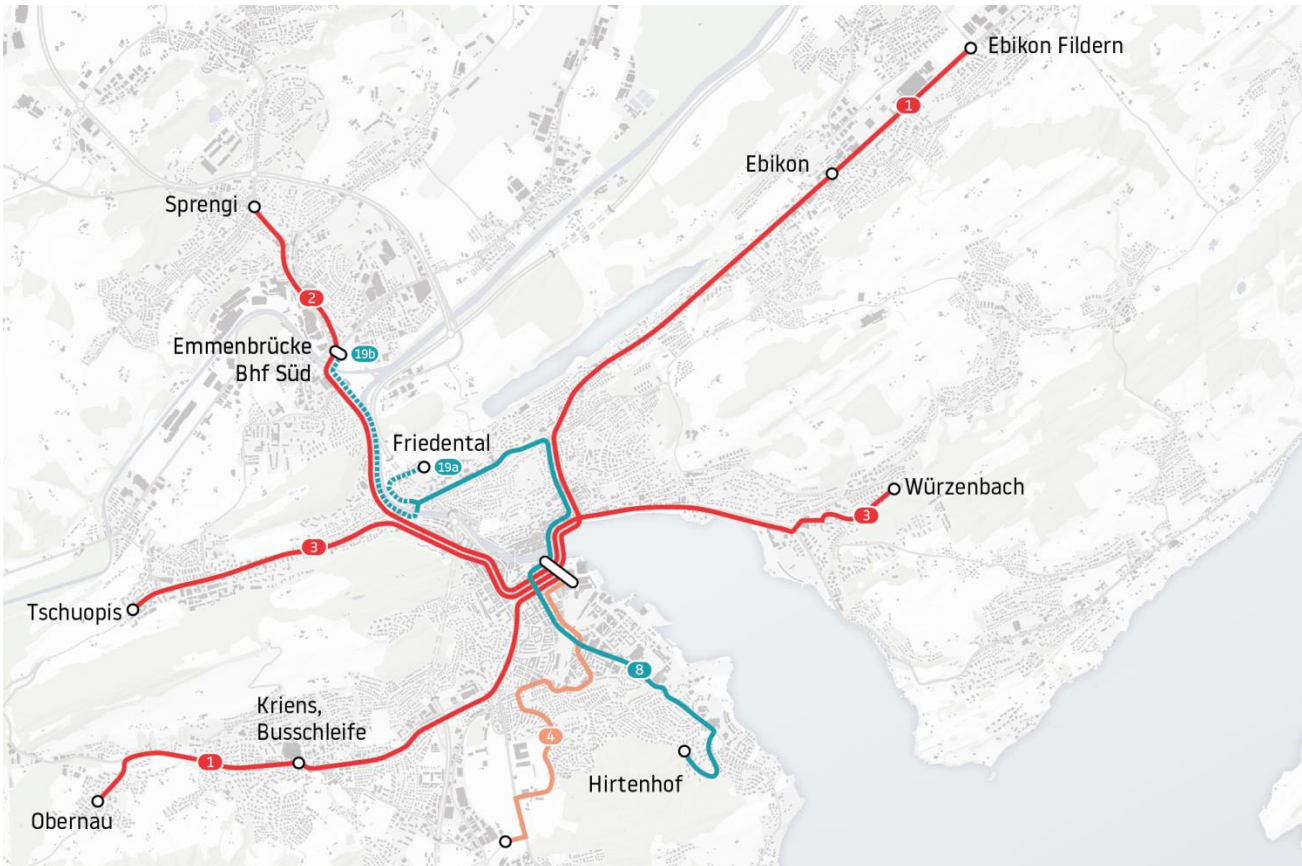 Ebikon Fildern
1
Ebikon
Sprengi
2
Emmenbrücke
Bhf Süd
19b
Friedental
19a
Würzenbach
3
3
Tschuopis
8
Kriens,
Busschleife
4
1
Hirtenhof
Obernau